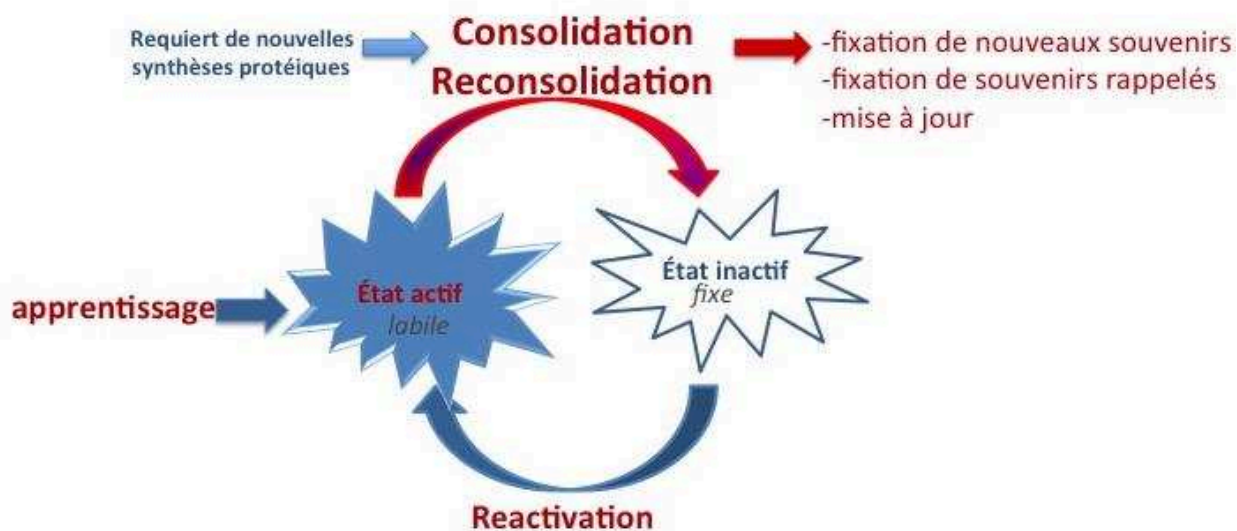 Requiert de nouvelles
synthèses protéiques
Consolidation
Reconsolidation
-fixation de nouveaux souvenirs
-fixation de souvenirs rappelés
-mise à jour
apprentissage
État actif
labile
État inactif
fixe
Reactivation